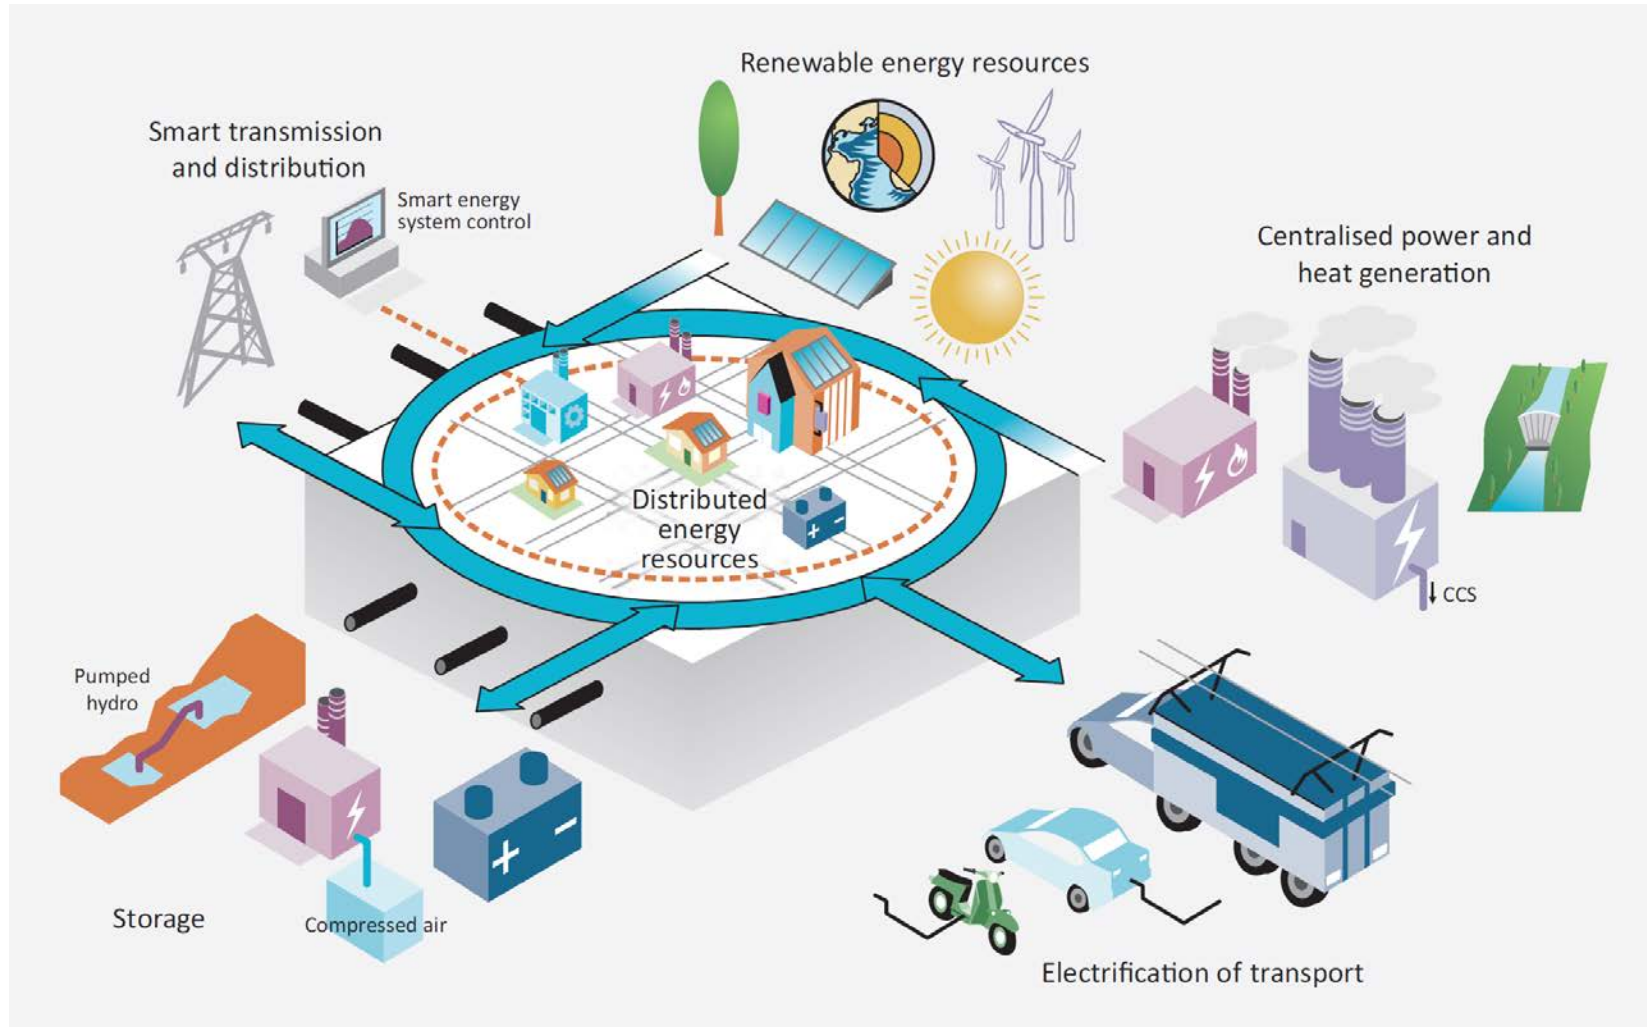 Renewable energy resources
Smart transmission
and distribution
Smart energy
system control
Centralised power and
heat generation
Distributed
energy
resources
CCS
Pumped
hydro
Storage
Compressed air
Electrification of transport